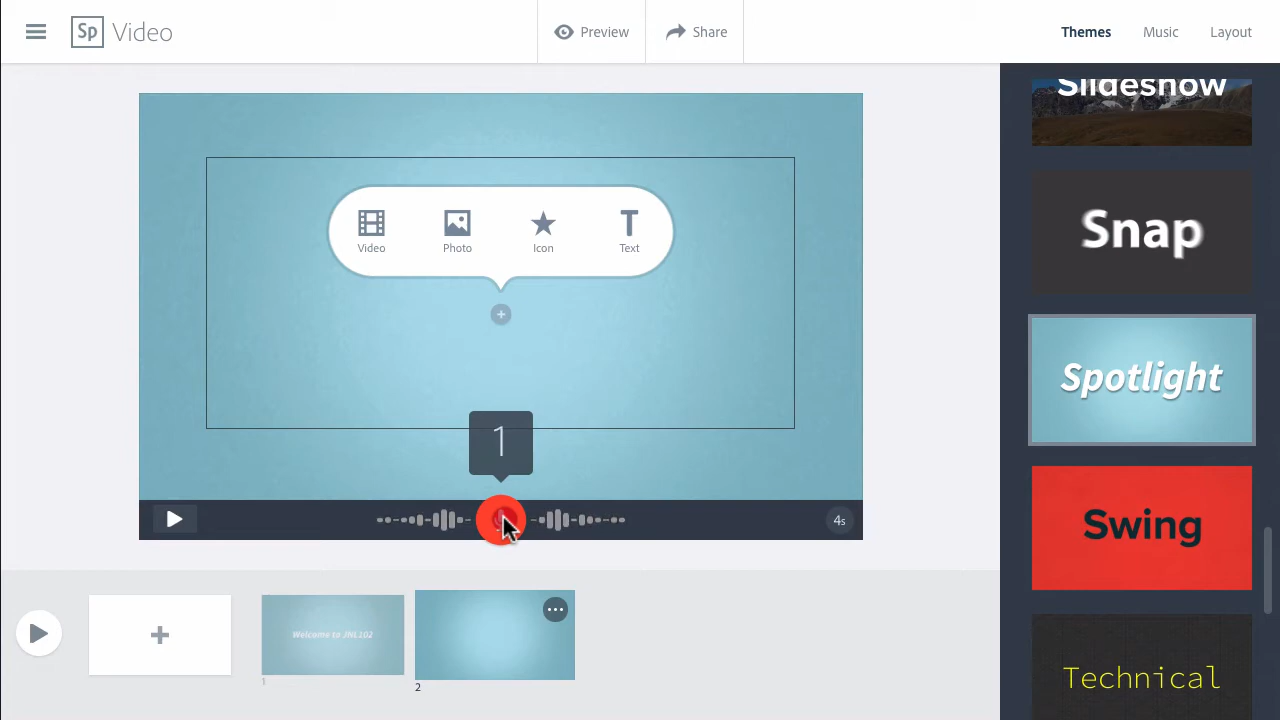 Sp Video
Preview
Share
Themes
Music
Layout
Slideshow
Video
Photo
Icon
Text
Snap
Spotlight
1
Swing
4s
Welcome to JNL102
1
2
Technical